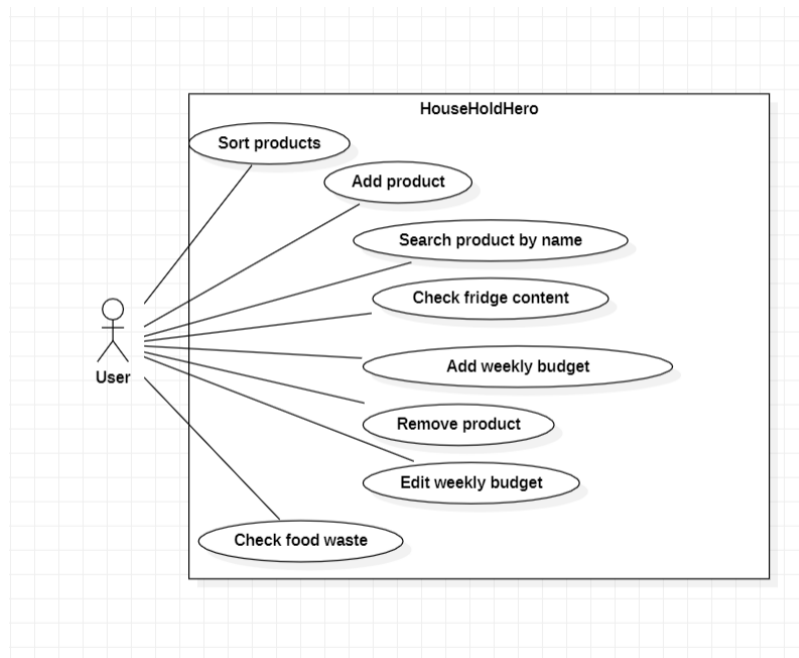 HouseHoldHero
Sort products
Add product
Search product by name
Check fridge content
Add weekly budget
User
Remove product
Edit weekly budget
Check food waste